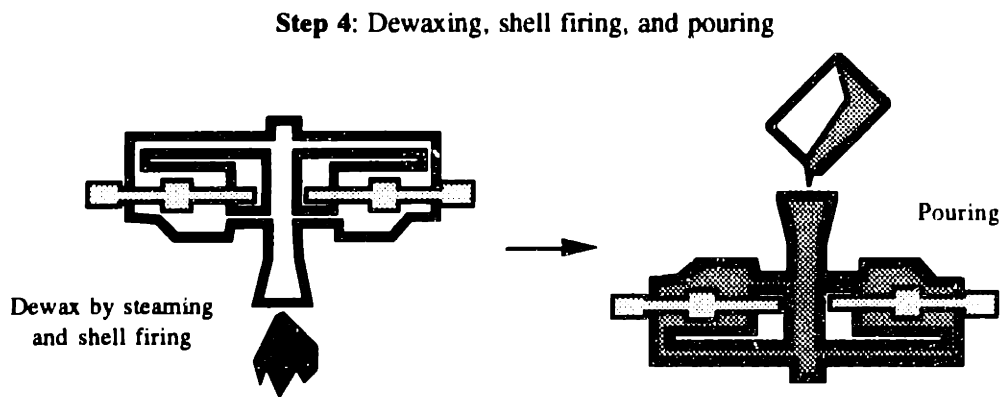 Step 4: Dewaxing, shell firing, and pouring
Pouring
Dewax by steaming
and shell firing